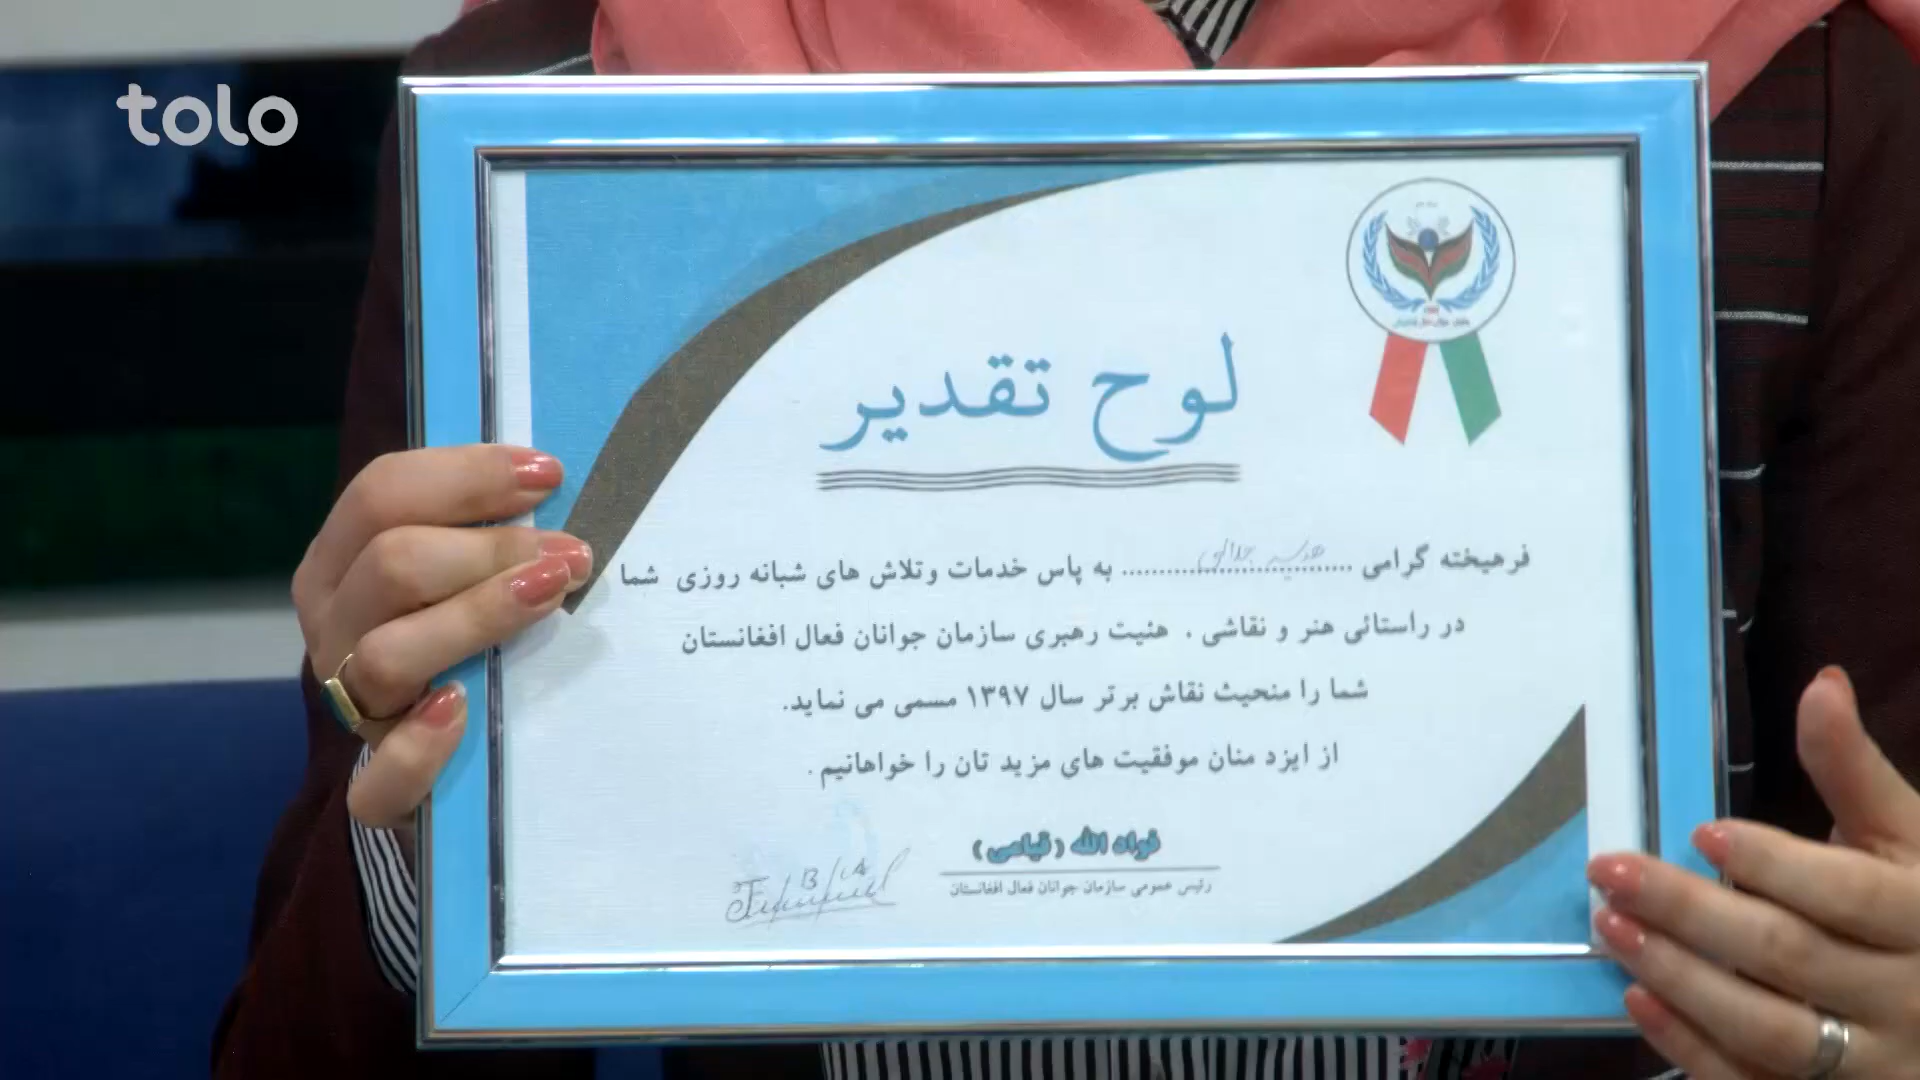 tolo
لوح تقدیر
فرهیخته گرامی .................................. به پاس خدمات وتلاش های شبانه روزی شما
در راستائی هنر و نقاشی . هئیت رهبری سازمان جوانان فعال افغانستان
شما را منحیث نقاش برتر سال ۱۳۹۷ مسمی می نماید.
از ایزد منان موفقیت های مزید تان را خواهانیم .
فواد الله ( قیامی )
رئیس عمومی سازمان جوانان فعال افغانستان